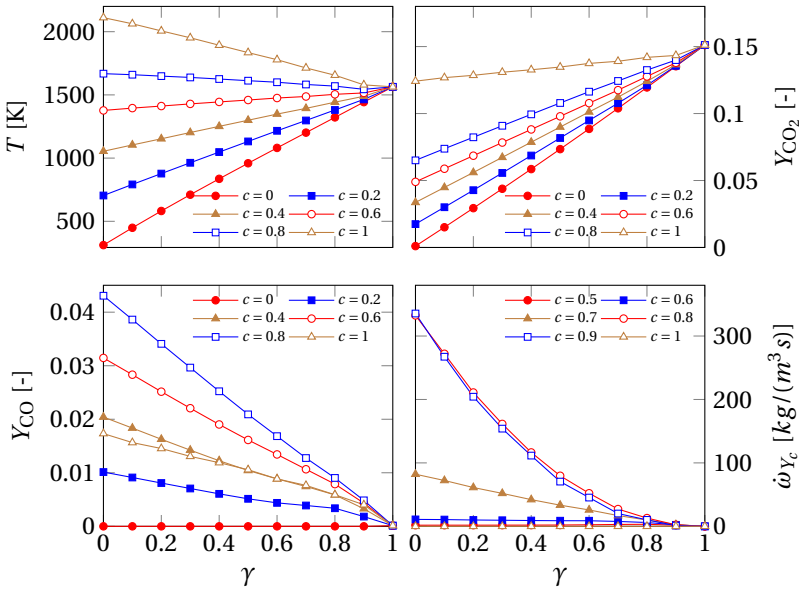 2000
1500
1000
500
T [K]
c = 0
c = 0.2
c = 0.4
c = 0.6
c = 0.8
c = 1
0.15
0.1
0.05
0
Y_CO₂ [-]
c = 0
c = 0.2
c = 0.4
c = 0.6
c = 0.8
c = 1
0.04
0.03
0.02
0.01
0
Y_CO [-]
c = 0
c = 0.2
c = 0.4
c = 0.6
c = 0.8
c = 1
0 0.2 0.4 0.6 0.8 1
γ
300
200
100
0
ω̇_Y_c [kg/(m³ s)]
c = 0.5
c = 0.6
c = 0.7
c = 0.8
c = 0.9
c = 1
0 0.2 0.4 0.6 0.8 1
γ